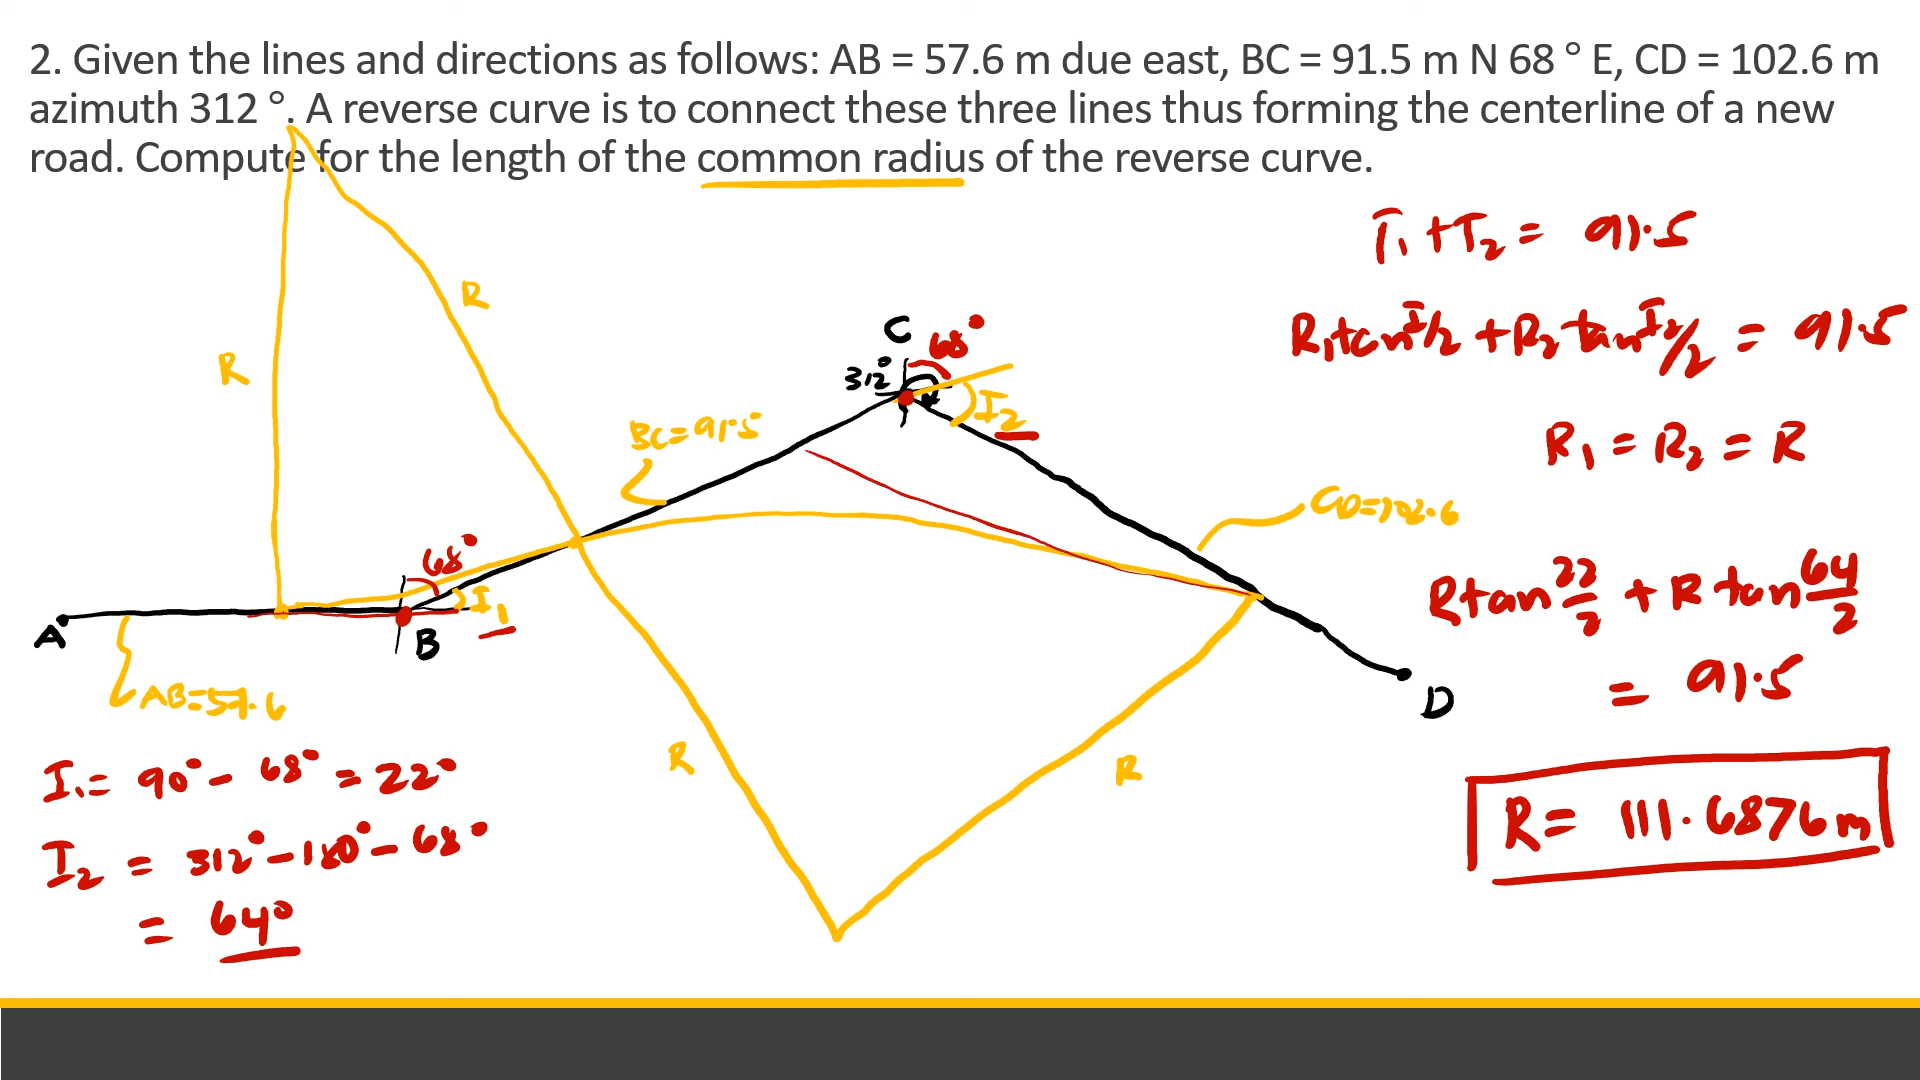 2. Given the lines and directions as follows: AB = 57.6 m due east, BC = 91.5 m N 68 ° E, CD = 102.6 m
azimuth 312 °. A reverse curve is to connect these three lines thus forming the centerline of a new
road. Compute for the length of the common radius of the reverse curve.
T₁ + T₂ = 91.5
R₁tan I/2 + R₂ tan I₂/2 = 91.5
R₁ = R₂ = R
Rtan 22/2 + R tan 64/2
= 91.5
R = 111.6876 m
R
R
C
68°
312°
I₂
BC = 91.5
CD = 102.6
68°
I₁
A
B
D
AB = 57.6
R
R
I₁ = 90° - 68° = 22°
I₂ = 312° - 180° - 68°
= 64°